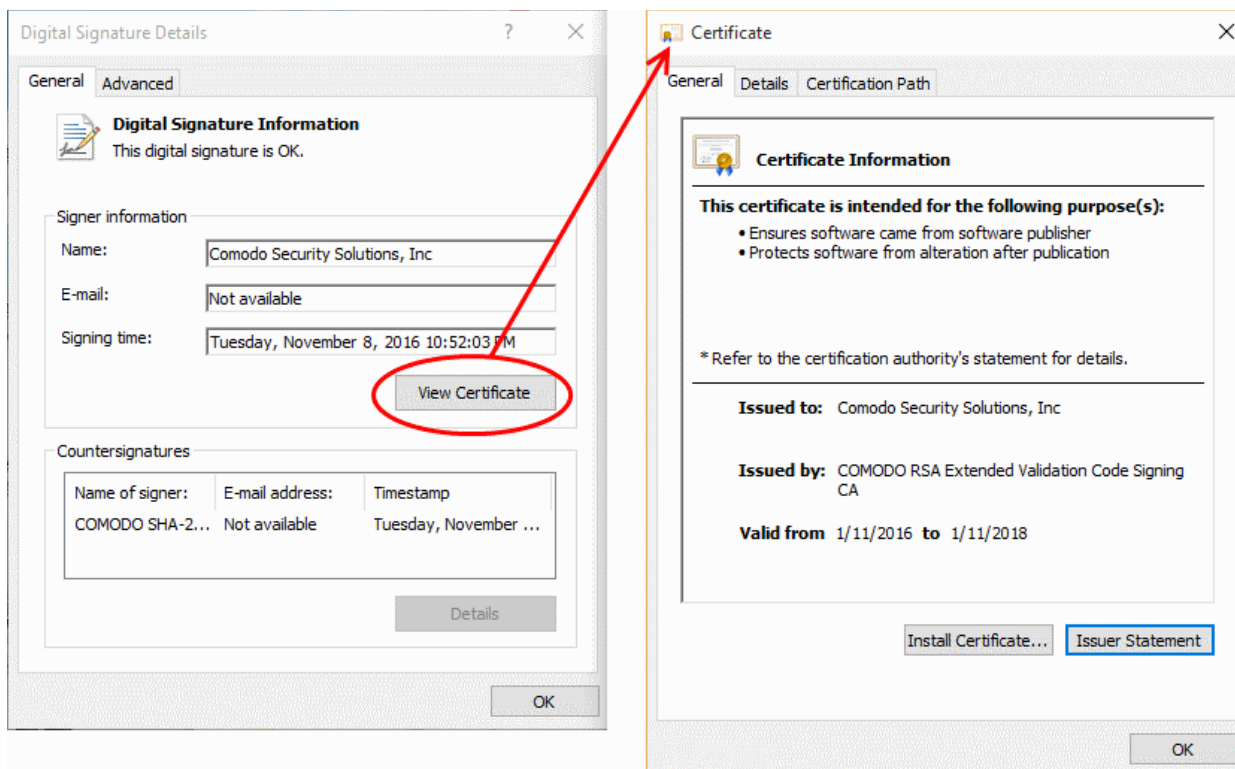 Digital Signature Details
?
General
Advanced
Digital Signature Information
This digital signature is OK.
Signer information
Name:
Comodo Security Solutions, Inc
E-mail:
Not available
Signing time:
Tuesday, November 8, 2016 10:52:03 PM
View Certificate
Countersignatures
Name of signer: E-mail address: Timestamp
COMODO SHA-2... Not available Tuesday, November ...
Details
OK
Certificate
General
Details
Certification Path
Certificate Information
This certificate is intended for the following purpose(s):
• Ensures software came from software publisher
• Protects software from alteration after publication
* Refer to the certification authority's statement for details.
Issued to: Comodo Security Solutions, Inc
Issued by: COMODO RSA Extended Validation Code Signing
CA
Valid from 1/11/2016 to 1/11/2018
Install Certificate...
Issuer Statement
OK